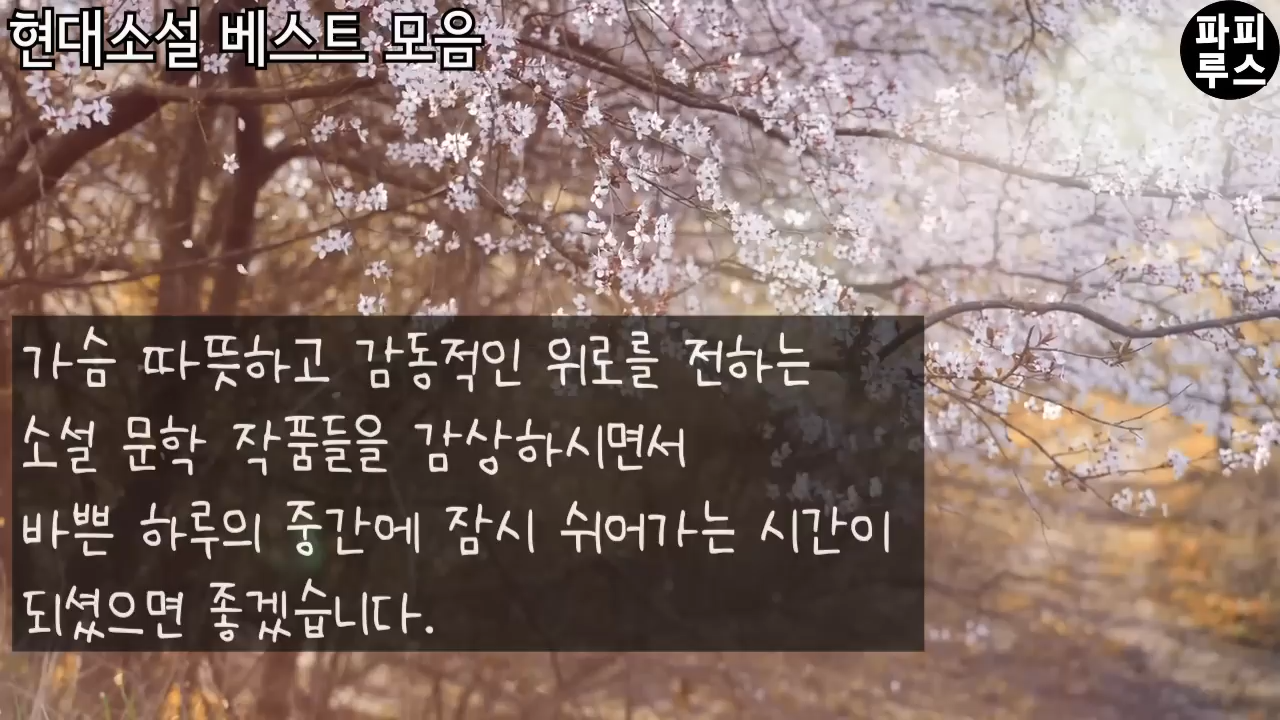 현대소설 베스트 모음
파피
루스
가슴 따뜻하고 감동적인 위로를 전하는
소설 문학 작품들을 감상하시면서
바쁜 하루의 중간에 잠시 쉬어가는 시간이
되셨으면 좋겠습니다.